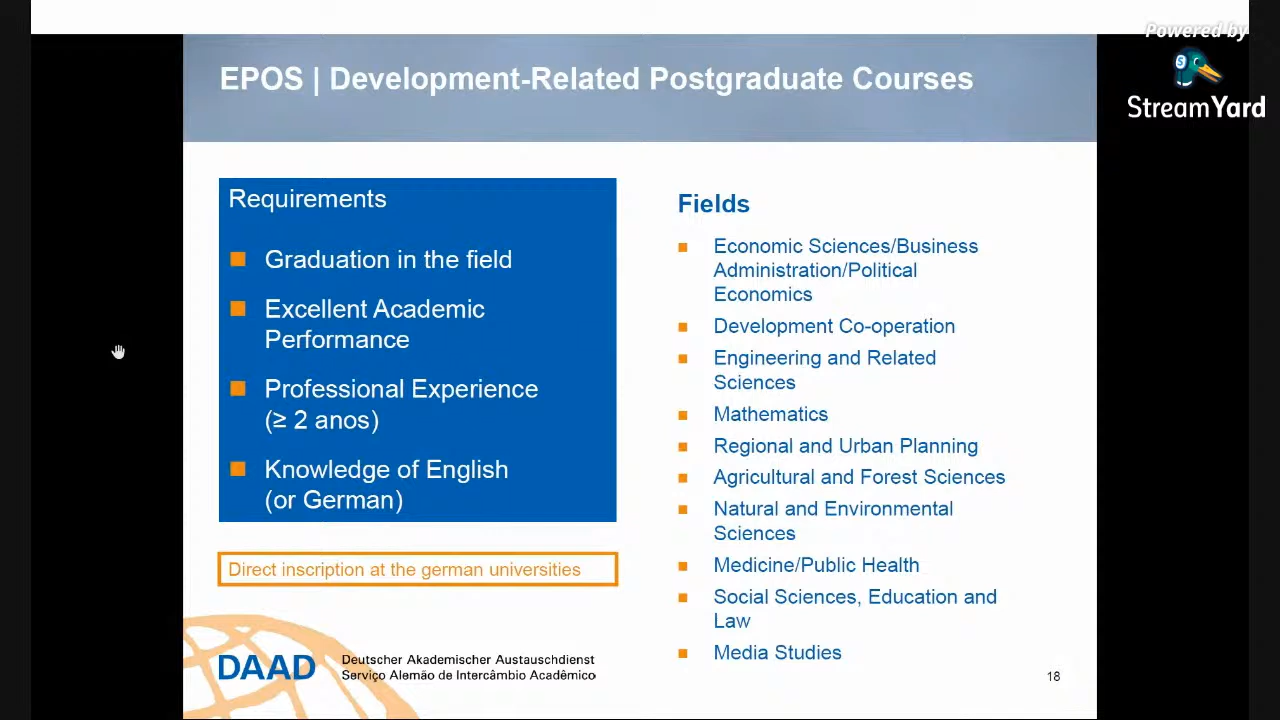 Powered by
StreamYard
EPOS | Development-Related Postgraduate Courses
Requirements
Graduation in the field
Excellent Academic
Performance
Professional Experience
(≥ 2 anos)
Knowledge of English
(or German)
Direct inscription at the german universities
Fields
Economic Sciences/Business
Administration/Political
Economics
Development Co-operation
Engineering and Related
Sciences
Mathematics
Regional and Urban Planning
Agricultural and Forest Sciences
Natural and Environmental
Sciences
Medicine/Public Health
Social Sciences, Education and
Law
Media Studies
DAAD
Deutscher Akademischer Austauschdienst
Serviço Alemão de Intercâmbio Acadêmico
18